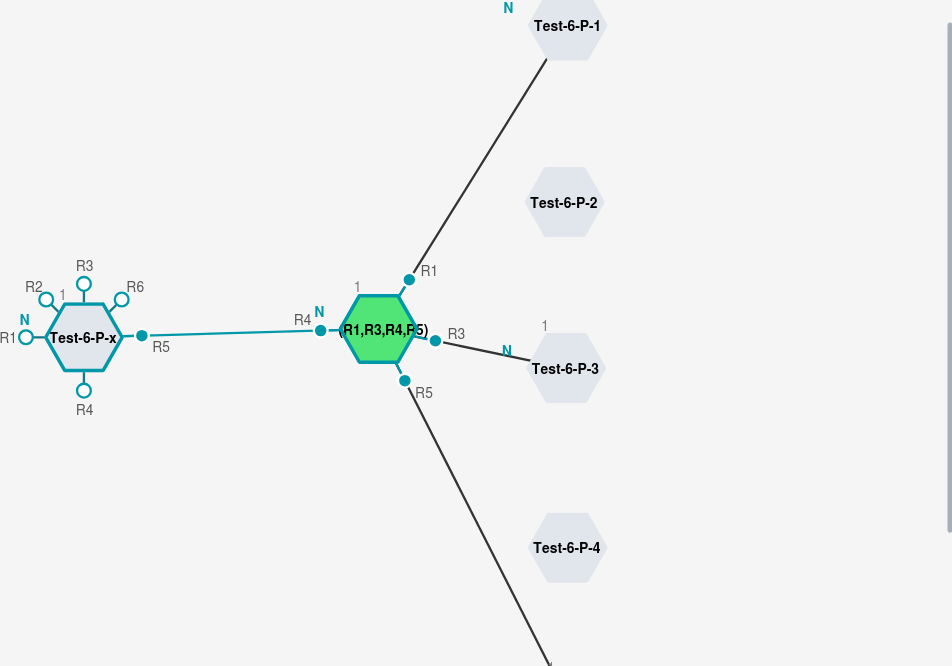 N
Test-6-P-1
Test-6-P-2
R3
R2
1
R6
N
R1
Test-6-P-x
R5
R4
R1
1
N
R4
(R1,R3,R4,R5)
R3
R5
1
N
Test-6-P-3
Test-6-P-4